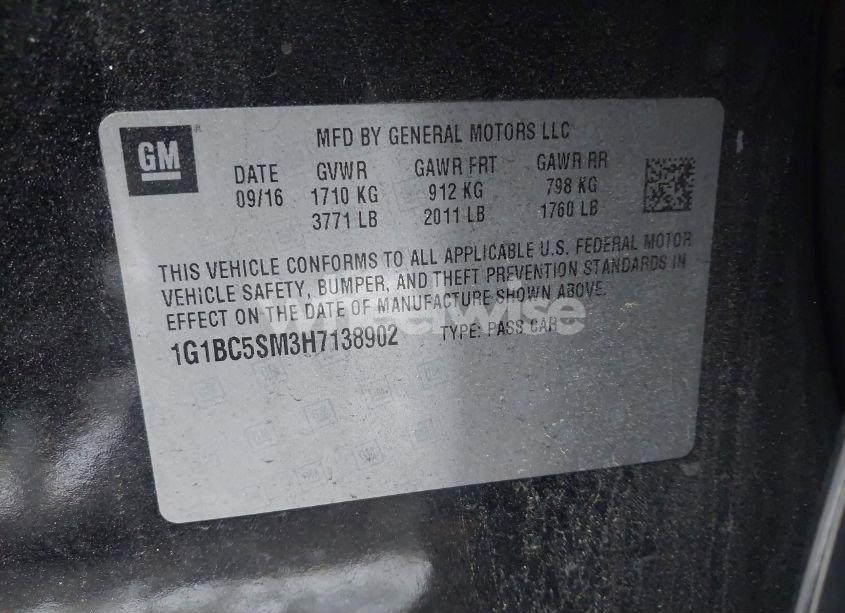 GM
MFD BY GENERAL MOTORS LLC
DATE GVWR GAWR FRT GAWR RR
09/16 1710 KG 912 KG 798 KG
3771 LB 2011 LB 1760 LB
THIS VEHICLE CONFORMS TO ALL APPLICABLE U.S. FEDERAL MOTOR
VEHICLE SAFETY, BUMPER, AND THEFT PREVENTION STANDARDS IN
EFFECT ON THE DATE OF MANUFACTURE SHOWN ABOVE.
Wheelwise
1G1BC5SM3H7138902 TYPE: PASS CAR